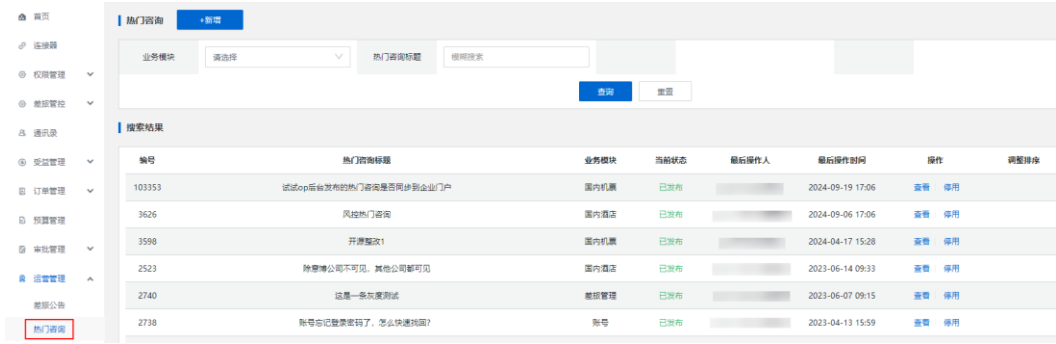 首页
连接器
权限管理
差旅管控
通讯录
受益管理
订单管理
预算管理
审批管理
运营管理
差旅公告
热门咨询
热门咨询 +新增
业务模块 请选择 热门咨询标题 模糊搜索
查询 重置
搜索结果
编号 热门咨询标题 业务模块 当前状态 最后操作人 最后操作时间 操作 调整排序
103353 试试op后台发布的热门咨询是否同步到企业门户 国内机票 已发布 2024-09-19 17:06 查看 停用
3626 风控热门咨询 国内酒店 已发布 2024-09-06 17:06 查看 停用
3598 开源整改1 国内机票 已发布 2024-04-17 15:28 查看 停用
2523 除意博公司不可见，其他公司都可见 国内酒店 已发布 2023-06-14 09:33 查看 停用
2740 这是一条灰度测试 差旅管理 已发布 2023-06-07 09:15 查看 停用
2738 账号忘记登录密码了，怎么快速找回？ 账号 已发布 2023-04-13 15:59 查看 停用